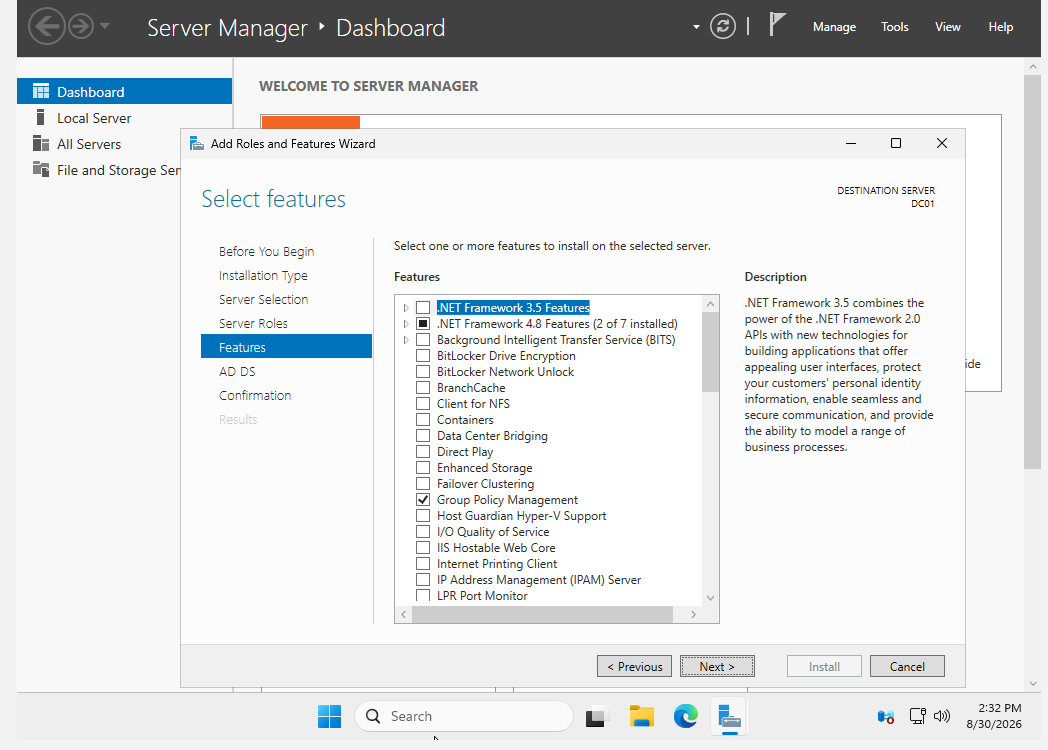 Server Manager ‣ Dashboard
Manage Tools View Help
Dashboard
Local Server
All Servers
File and Storage Ser
WELCOME TO SERVER MANAGER
Add Roles and Features Wizard
Select features
DESTINATION SERVER
DC01
Before You Begin
Installation Type
Server Selection
Server Roles
Features
AD DS
Confirmation
Results
Select one or more features to install on the selected server.
Features
.NET Framework 3.5 Features
.NET Framework 4.8 Features (2 of 7 installed)
Background Intelligent Transfer Service (BITS)
BitLocker Drive Encryption
BitLocker Network Unlock
BranchCache
Client for NFS
Containers
Data Center Bridging
Direct Play
Enhanced Storage
Failover Clustering
Group Policy Management
Host Guardian Hyper-V Support
I/O Quality of Service
IIS Hostable Web Core
Internet Printing Client
IP Address Management (IPAM) Server
LPR Port Monitor
Description
.NET Framework 3.5 combines the
power of the .NET Framework 2.0
APIs with new technologies for
building applications that offer
appealing user interfaces, protect
your customers' personal identity
information, enable seamless and
secure communication, and provide
the ability to model a range of
business processes.
ide
< Previous
Next >
Install
Cancel
Search
2:32 PM
8/30/2026